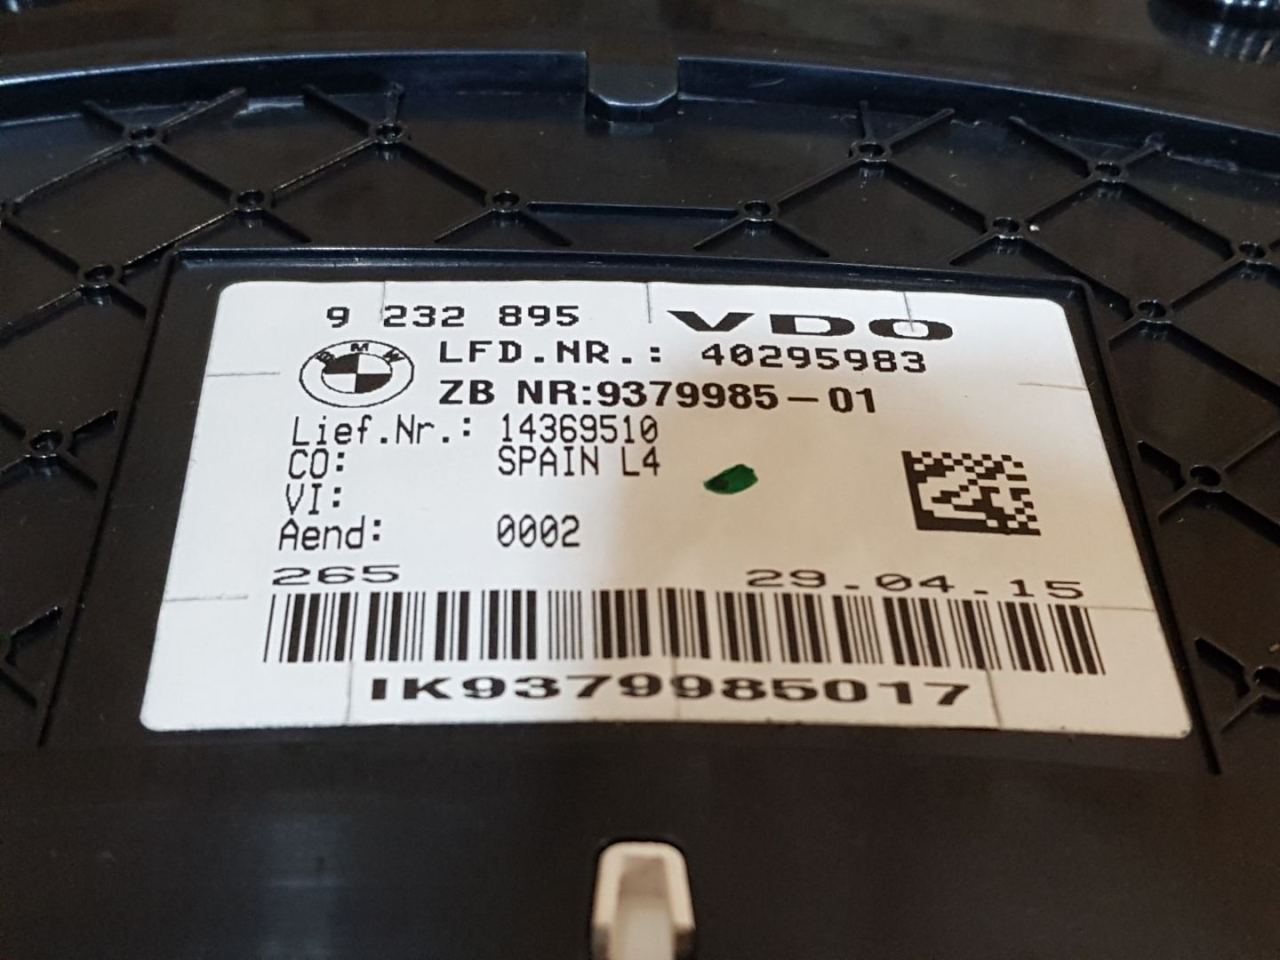 9 232 895 VDO
BMW LFD.NR.: 40295983
ZB NR:9379985-01
Lief.Nr.: 14369510
CO: SPAIN L4
VI:
Aend: 0002
265 29.04.15
IK9379985017